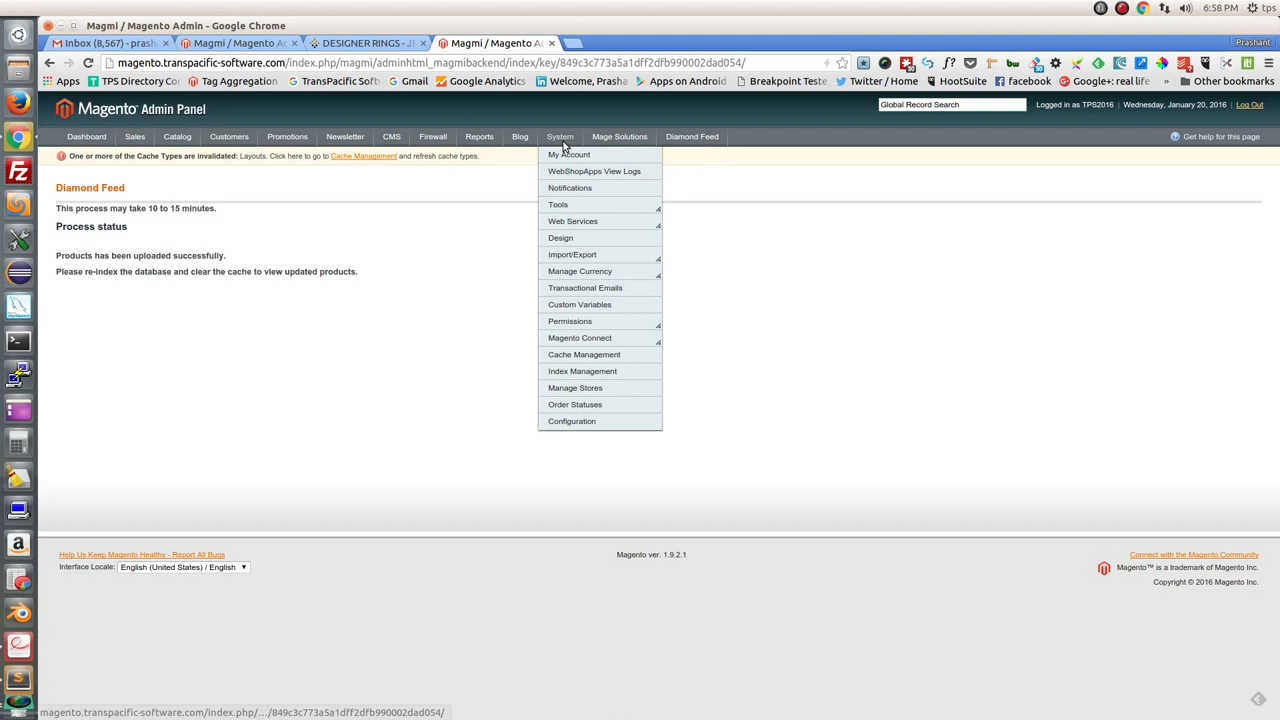 6:58 PM tps
Magmi / Magento Admin - Google Chrome
Inbox (8,567) - prash × Magmi / Magento Ad × DESIGNER RINGS - JE × Magmi / Magento Ad × Prashant
magento.transpacific-software.com/index.php/magmi/adminhtml_magmibackend/index/key/849c3c773a5a1dff2dfb990002dad054/
Apps TPS Directory Cor Tag Aggregation TransPacific Softw Gmail Google Analytics Welcome, Prasha Apps on Android Breakpoint Teste Twitter / Home HootSuite facebook Google+: real life Other bookmarks
Magento Admin Panel
Global Record Search
Logged in as TPS2016 | Wednesday, January 20, 2016 | Log Out
Dashboard Sales Catalog Customers Promotions Newsletter CMS Firewall Reports Blog System Mage Solutions Diamond Feed Get help for this page
One or more of the Cache Types are invalidated: Layouts. Click here to go to Cache Management and refresh cache types.
My Account
WebShopApps View Logs
Notifications
Tools
Web Services
Design
Import/Export
Manage Currency
Transactional Emails
Custom Variables
Permissions
Magento Connect
Cache Management
Index Management
Manage Stores
Order Statuses
Configuration
Diamond Feed
This process may take 10 to 15 minutes.
Process status
Products has been uploaded successfully.
Please re-index the database and clear the cache to view updated products.
Help Us Keep Magento Healthy - Report All Bugs
Interface Locale: English (United States) / English
Magento ver. 1.9.2.1
Connect with the Magento Community
Magento™ is a trademark of Magento Inc.
Copyright © 2016 Magento Inc.
magento.transpacific-software.com/index.php/.../849c3c773a5a1dff2dfb990002dad054/